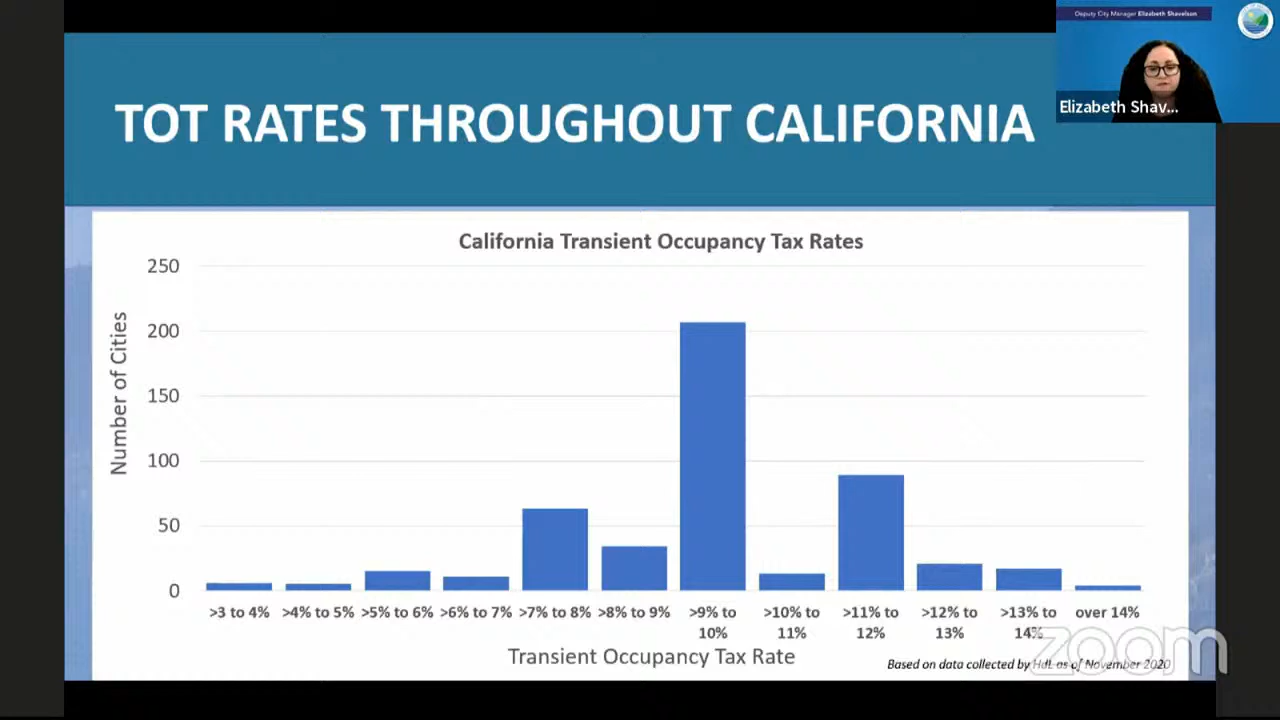 Deputy City Manager Elizabeth Shavelson
Elizabeth Shav...
TOT RATES THROUGHOUT CALIFORNIA
California Transient Occupancy Tax Rates
Number of Cities
250
200
150
100
50
0
>3 to 4% >4% to 5% >5% to 6% >6% to 7% >7% to 8% >8% to 9% >9% to 10% >10% to 11% >11% to 12% >12% to 13% >13% to 14% over 14%
Transient Occupancy Tax Rate
Based on data collected by HdL as of November 2020
zoom